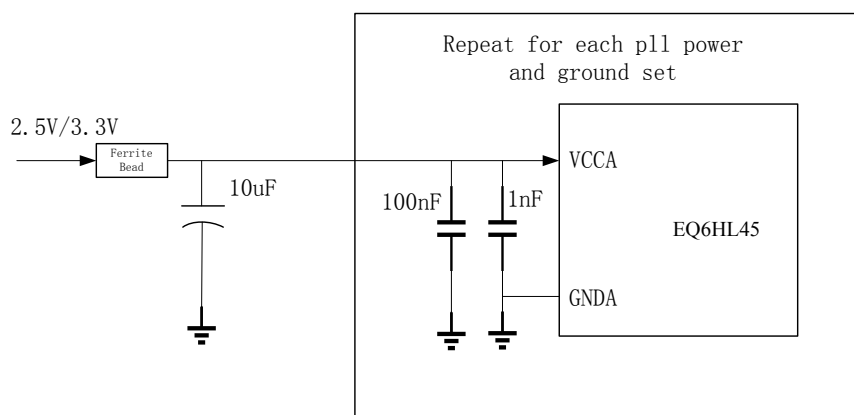 Repeat for each pll power
and ground set
2.5V/3.3V
Ferrite
Bead
VCCA
10uF
100nF
1nF
EQ6HL45
GNDA